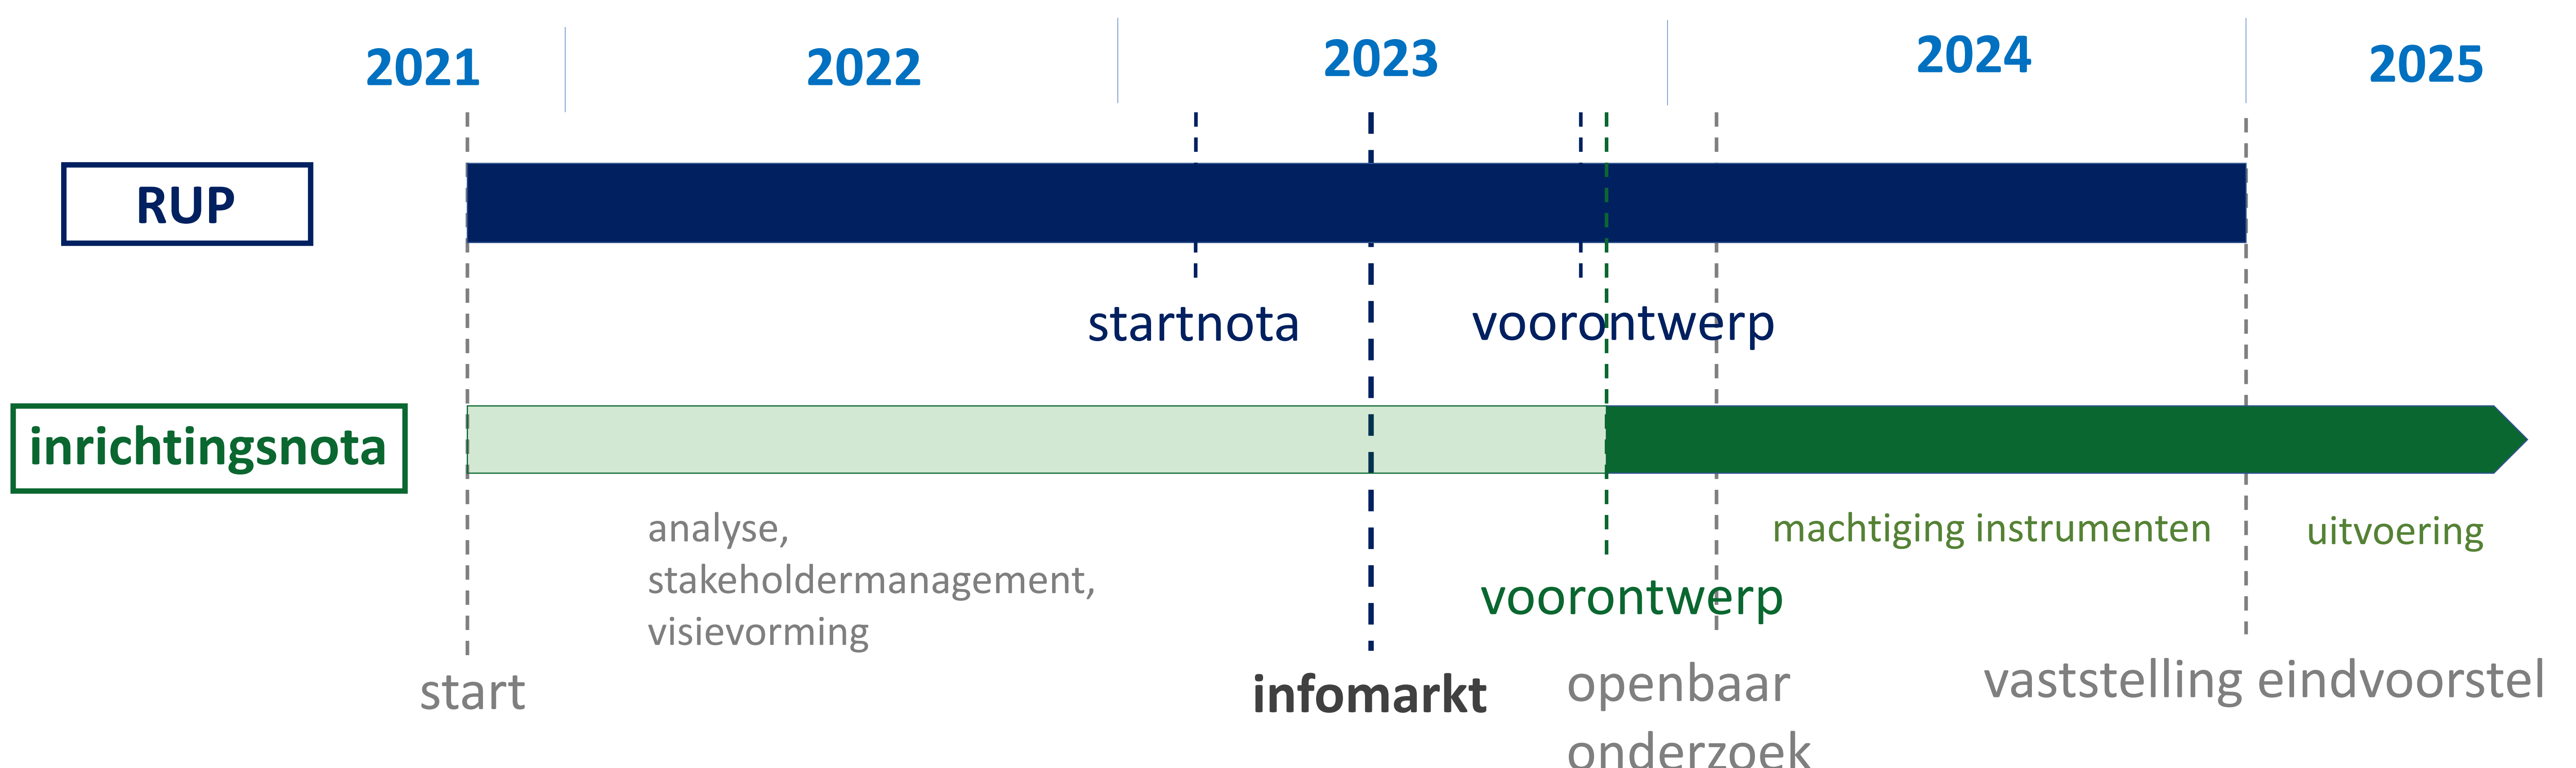 2021
2022
2023
2024
2025
RUP
startnota
voorontwerp
inrichtingsnota
analyse,
stakeholdermanagement,
visievorming
machtiging instrumenten
uitvoering
voorontwerp
start
infomarkt
openbaar
onderzoek
vaststelling eindvoorstel